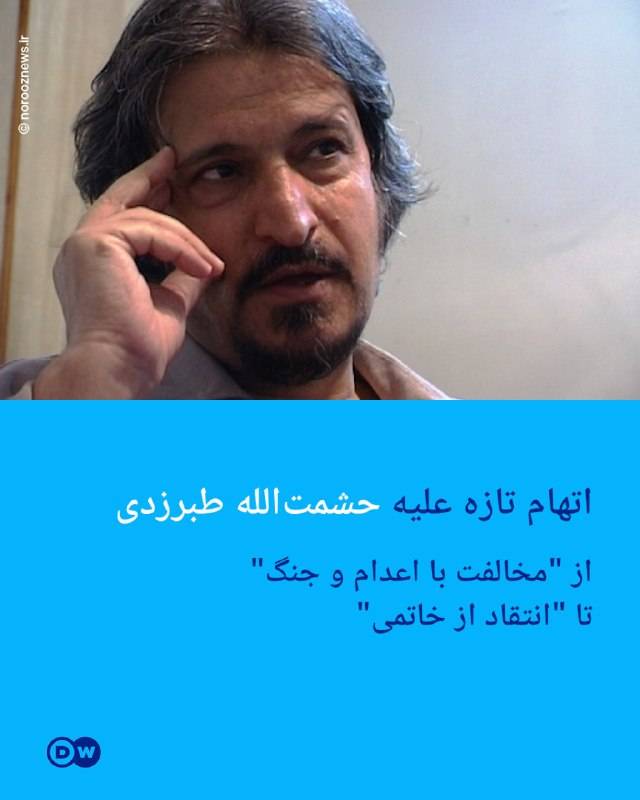 © norooznews.ir
اتهام تازه علیه حشمت‌الله طبرزدی
از "مخالفت با اعدام و جنگ"
تا "انتقاد از خاتمی"
DW